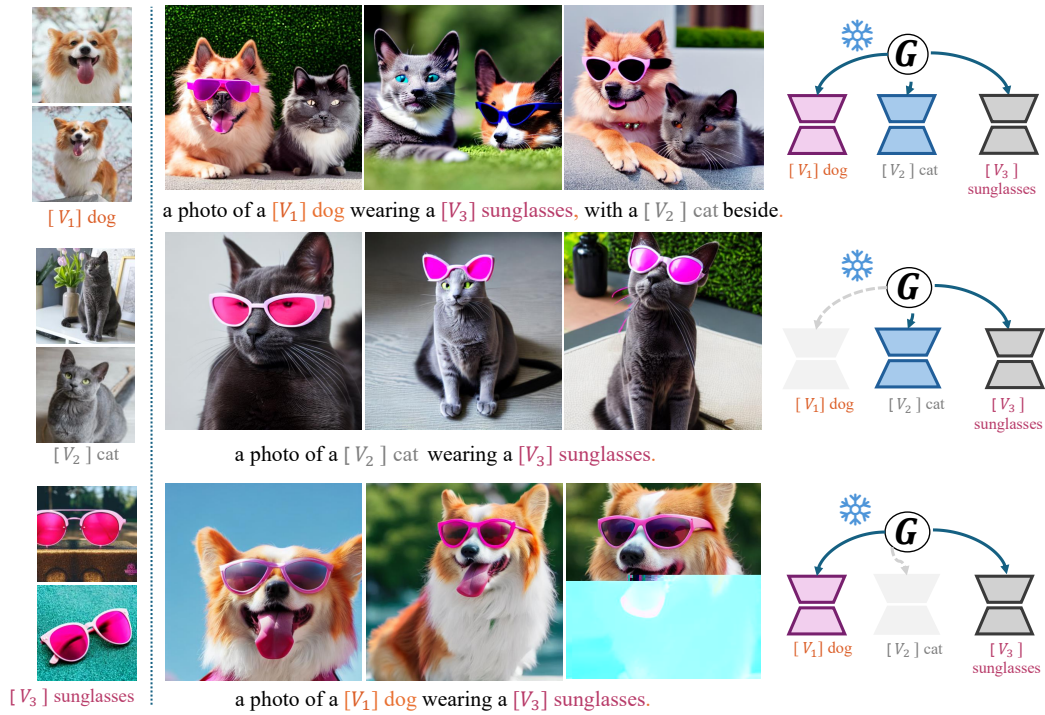 [V₁] dog
[V₂] cat
[V₃] sunglasses
a photo of a [V₁] dog wearing a [V₃] sunglasses, with a [V₂] cat beside.
a photo of a [V₂] cat wearing a [V₃] sunglasses.
a photo of a [V₁] dog wearing a [V₃] sunglasses.
G
[V₁] dog
[V₂] cat
[V₃]
sunglasses
G
[V₁] dog
[V₂] cat
[V₃]
sunglasses
G
[V₁] dog
[V₂] cat
[V₃]
sunglasses